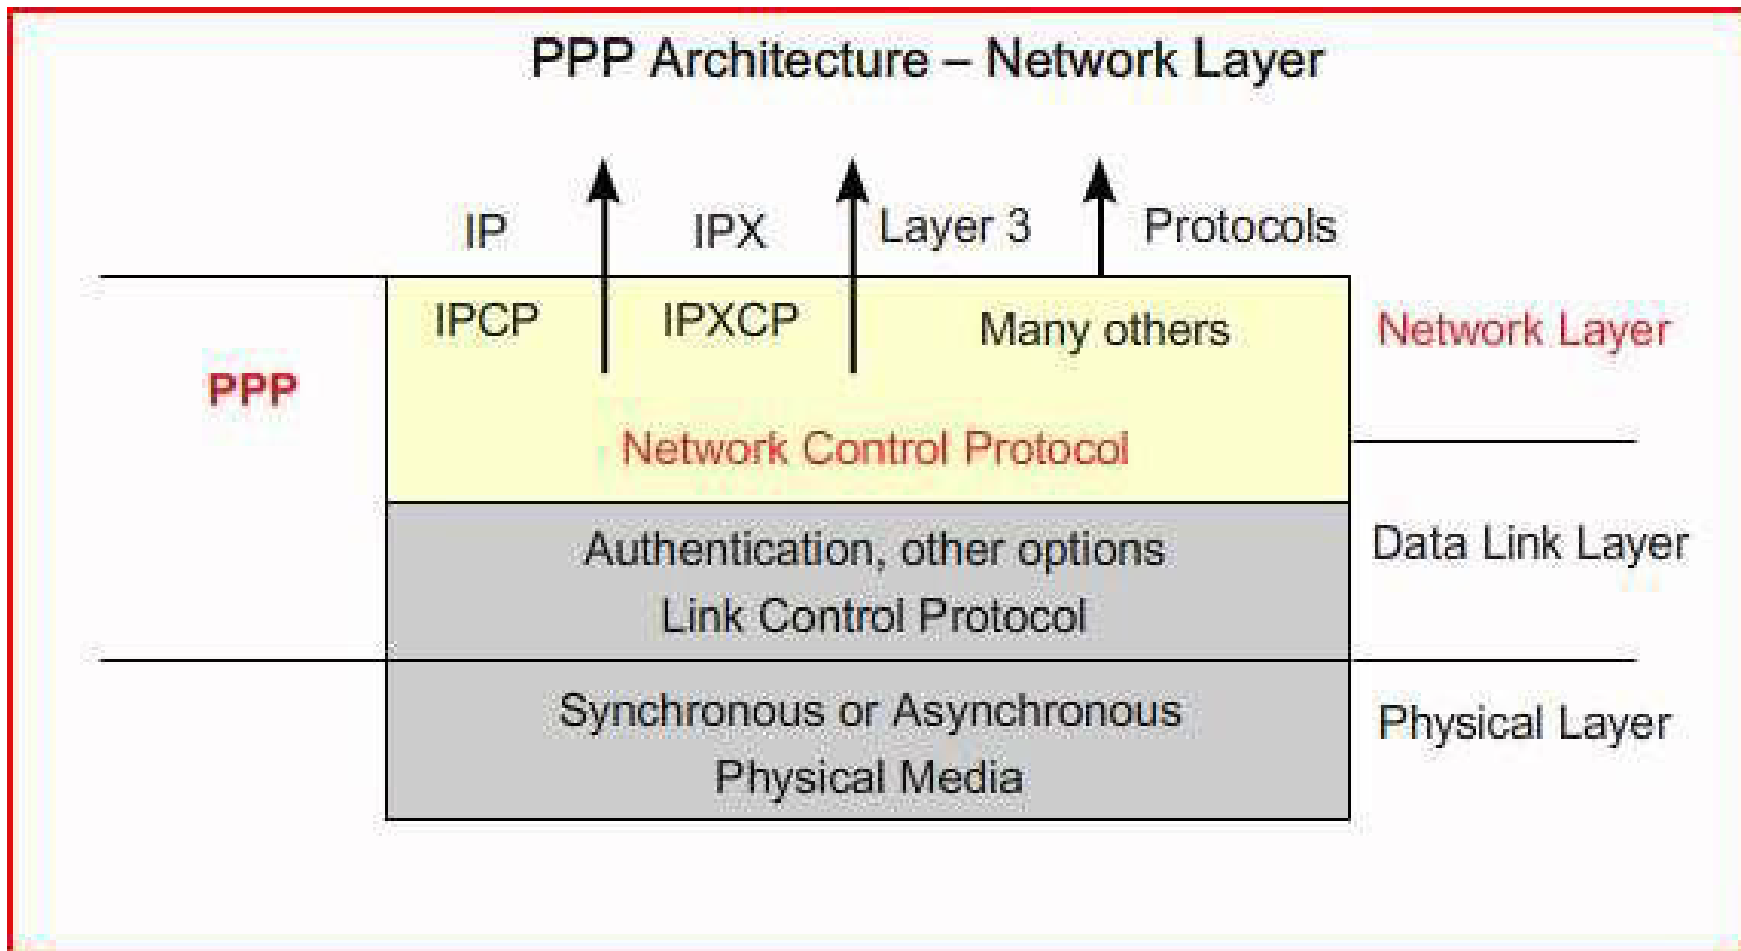 PPP Architecture – Network Layer
IP IPX Layer 3 Protocols
IPCP IPXCP Many others Network Layer
PPP
Network Control Protocol
Authentication, other options Data Link Layer
Link Control Protocol
Synchronous or Asynchronous Physical Layer
Physical Media